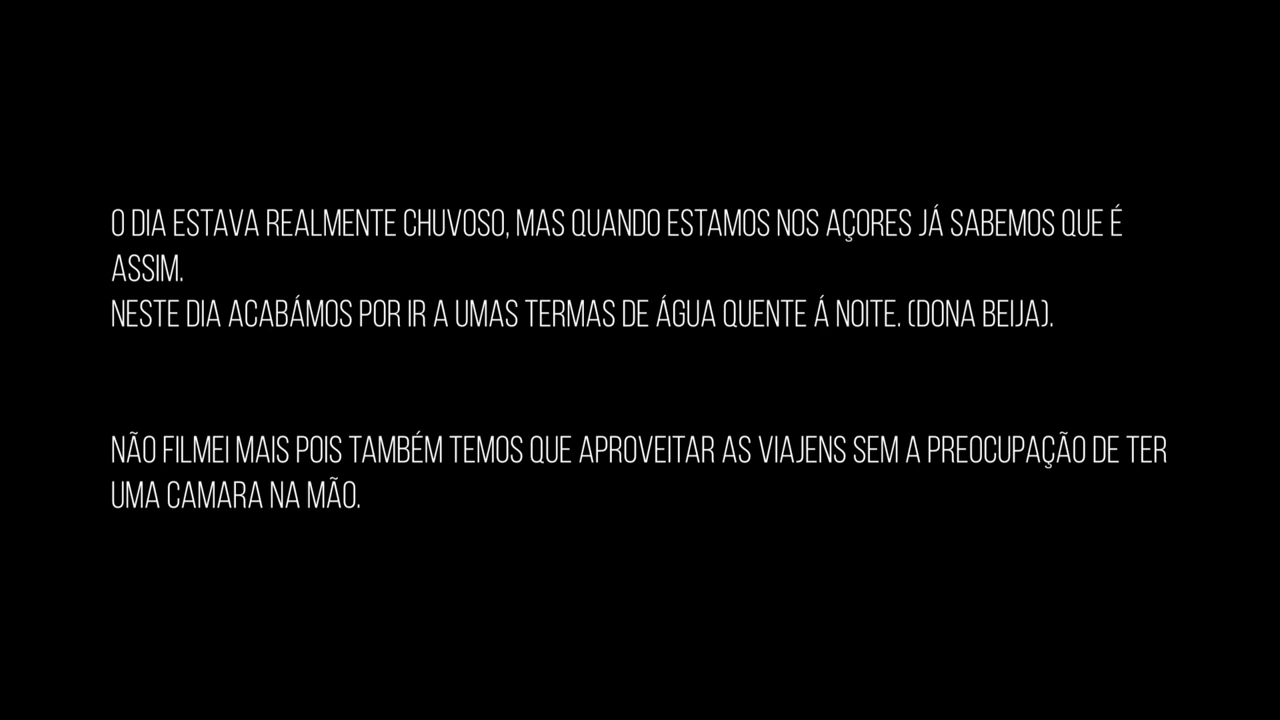 O DIA ESTAVA REALMENTE CHUVOSO, MAS QUANDO ESTAMOS NOS AÇORES JÁ SABEMOS QUE É
ASSIM.
NESTE DIA ACABÁMOS POR IR A UMAS TERMAS DE ÁGUA QUENTE Á NOITE. (DONA BEIJA).
NÃO FILMEI MAIS POIS TAMBÉM TEMOS QUE APROVEITAR AS VIAJENS SEM A PREOCUPAÇÃO DE TER
UMA CAMARA NA MÃO.